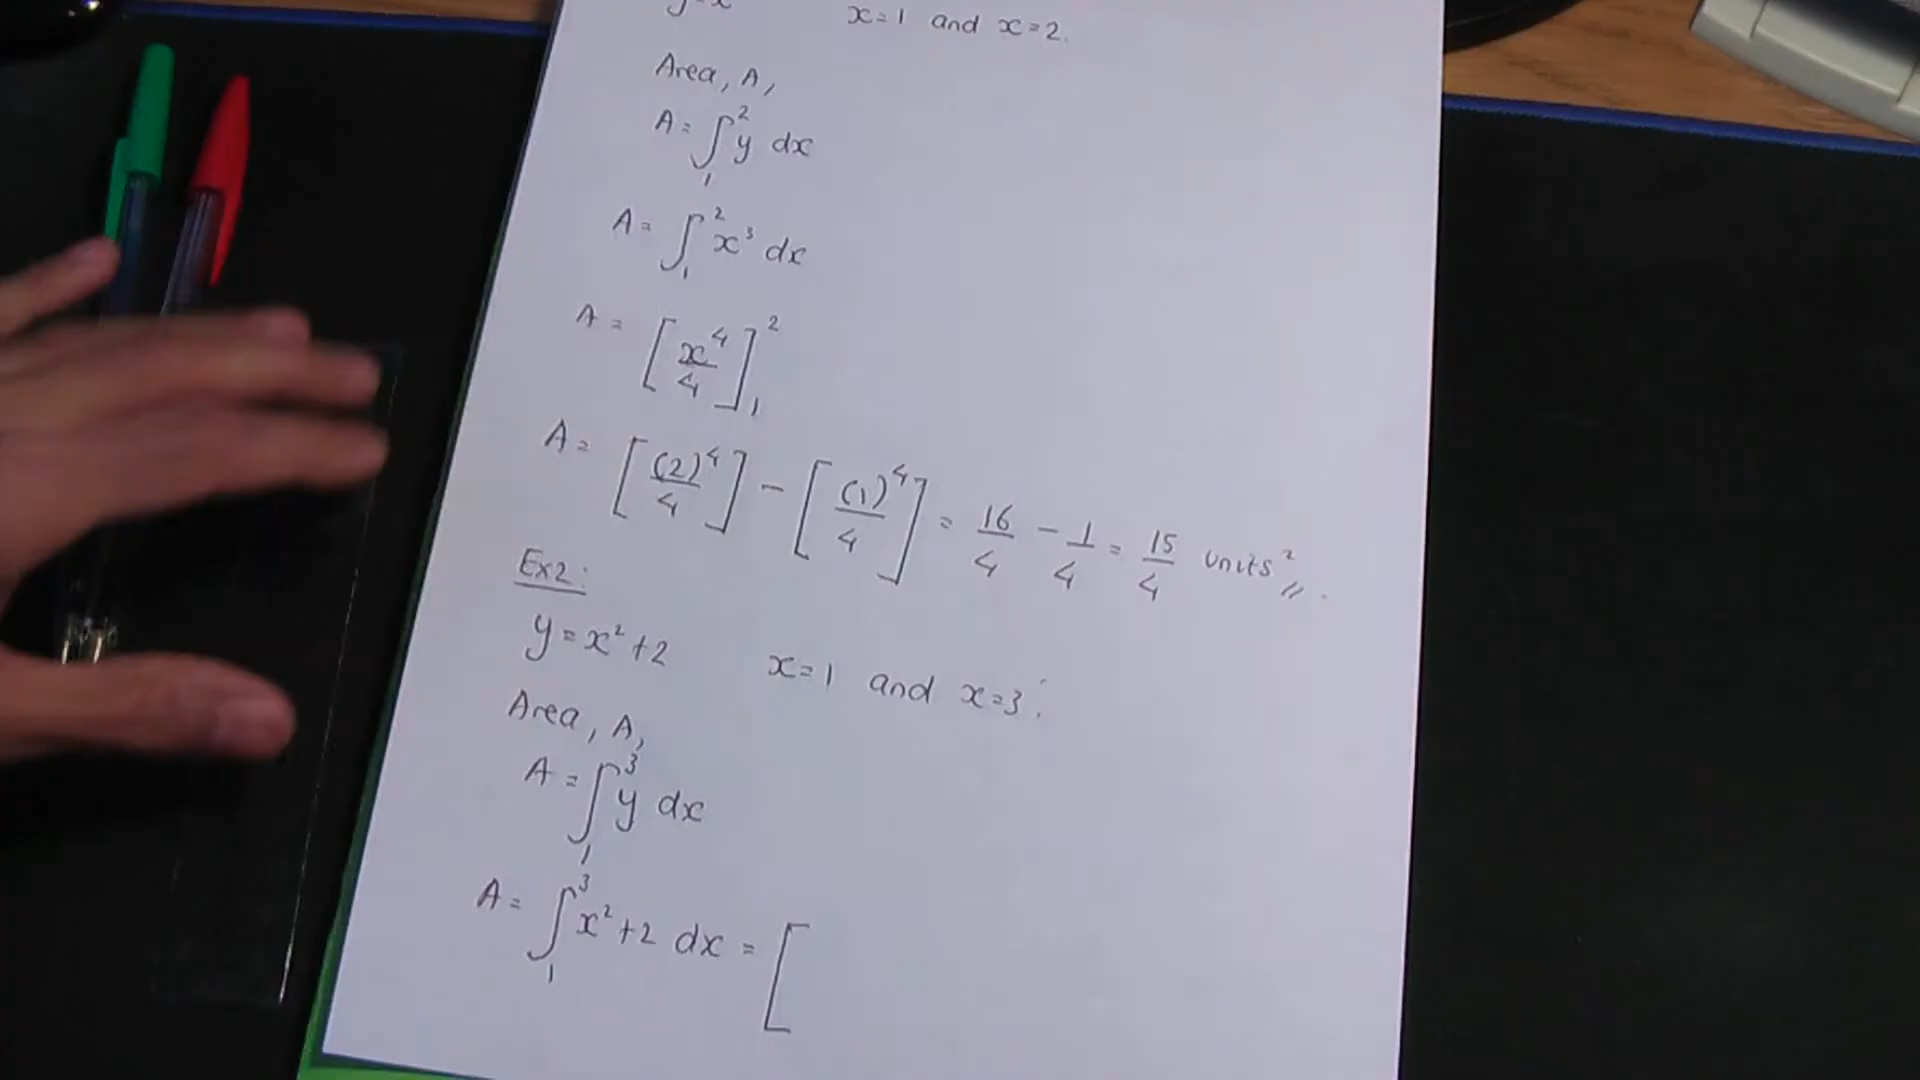 x=1 and x=2.
Area, A,
A = ∫₁² y dx
A = ∫₁² x³ dx
A = [x⁴/4]₁²
A = [(2)⁴/4] - [(1)⁴/4] = 16/4 - 1/4 = 15/4 units² //.
Ex2:
y = x² + 2 x=1 and x=3.
Area, A,
A = ∫₁³ y dx
A = ∫₁³ x² + 2 dx = [